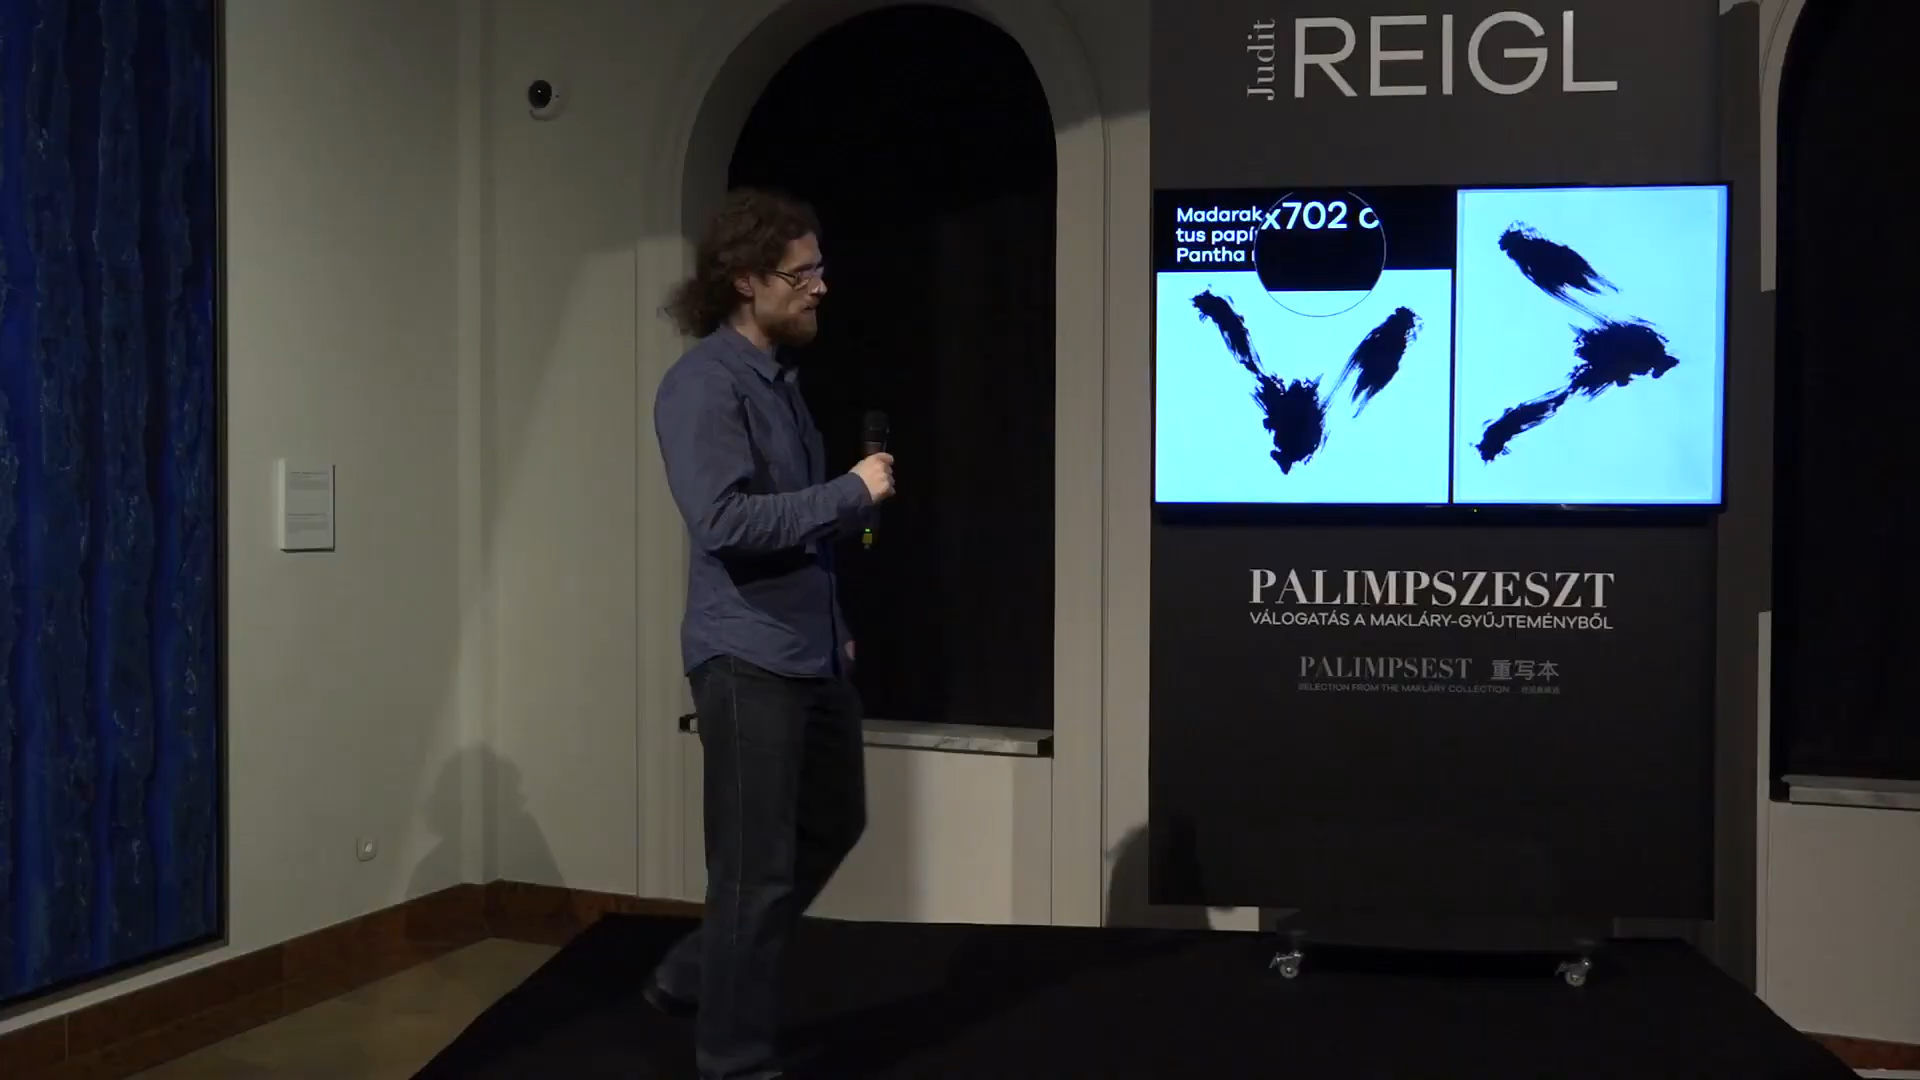 Judit
REIGL
Madarak x702 c
tus papí
Pantha
PALIMPSZESZT
VÁLOGATÁS A MAKLÁRY-GYŰJTEMÉNYBŐL
PALIMPSEST 重写本
SELECTION FROM THE MAKLÁRY COLLECTION